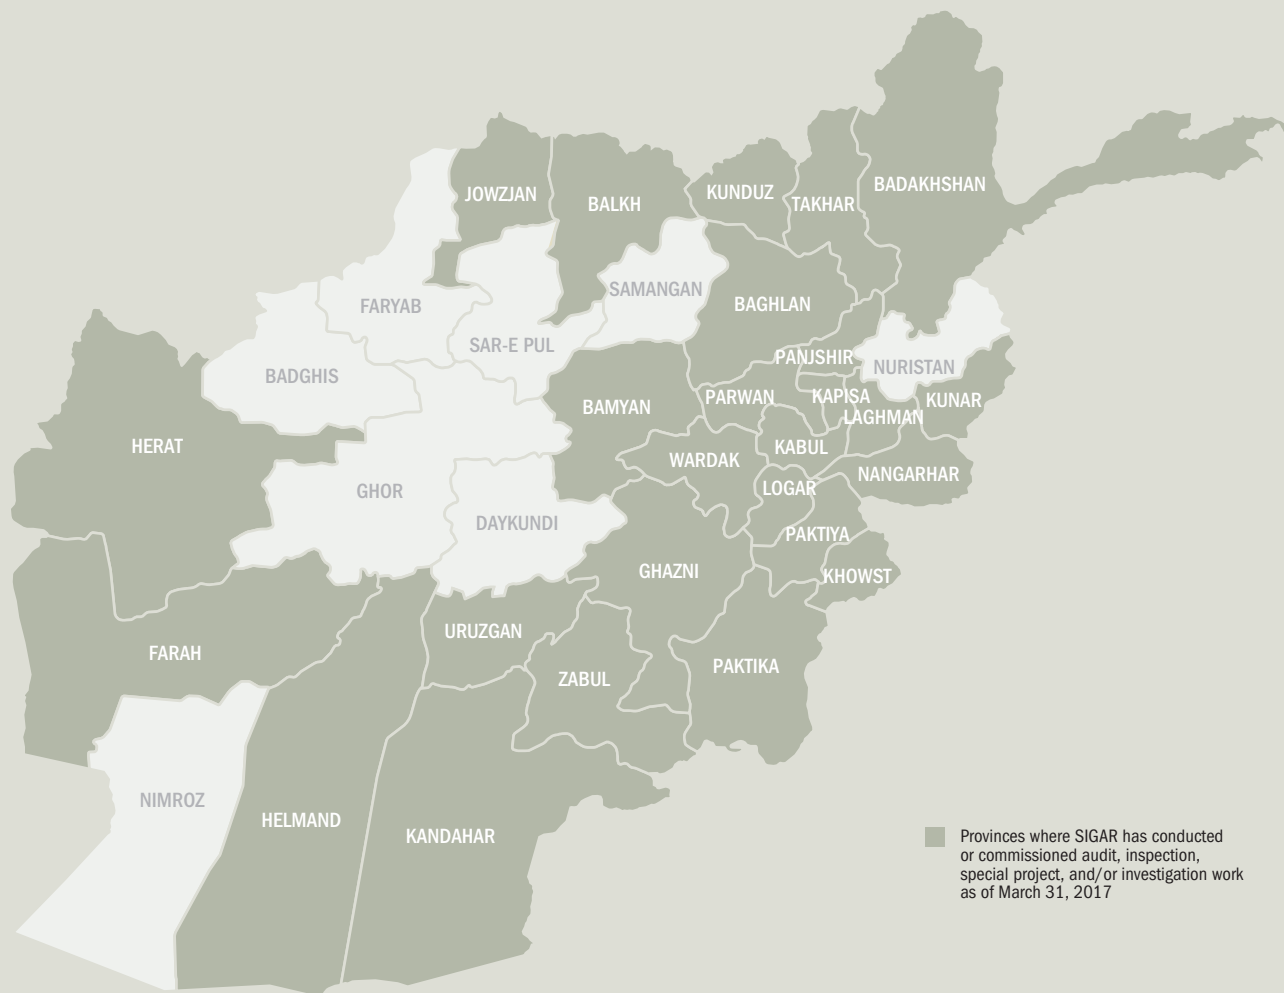 JOWZJAN
BALKH
KUNDUZ
TAKHAR
BADAKHSHAN
FARYAB
SAMANGAN
BAGHLAN
SAR-E PUL
PANJSHIR
NURISTAN
BADGHIS
BAMYAN
PARWAN
KAPISA
LAGHMAN
KUNAR
HERAT
WARDAK
KABUL
NANGARHAR
GHOR
LOGAR
DAYKUNDI
PAKTIYA
GHAZNI
KHOWST
URUZGAN
FARAH
ZABUL
PAKTIKA
NIMROZ
HELMAND
KANDAHAR
Provinces where SIGAR has conducted
or commissioned audit, inspection,
special project, and/or investigation work
as of March 31, 2017